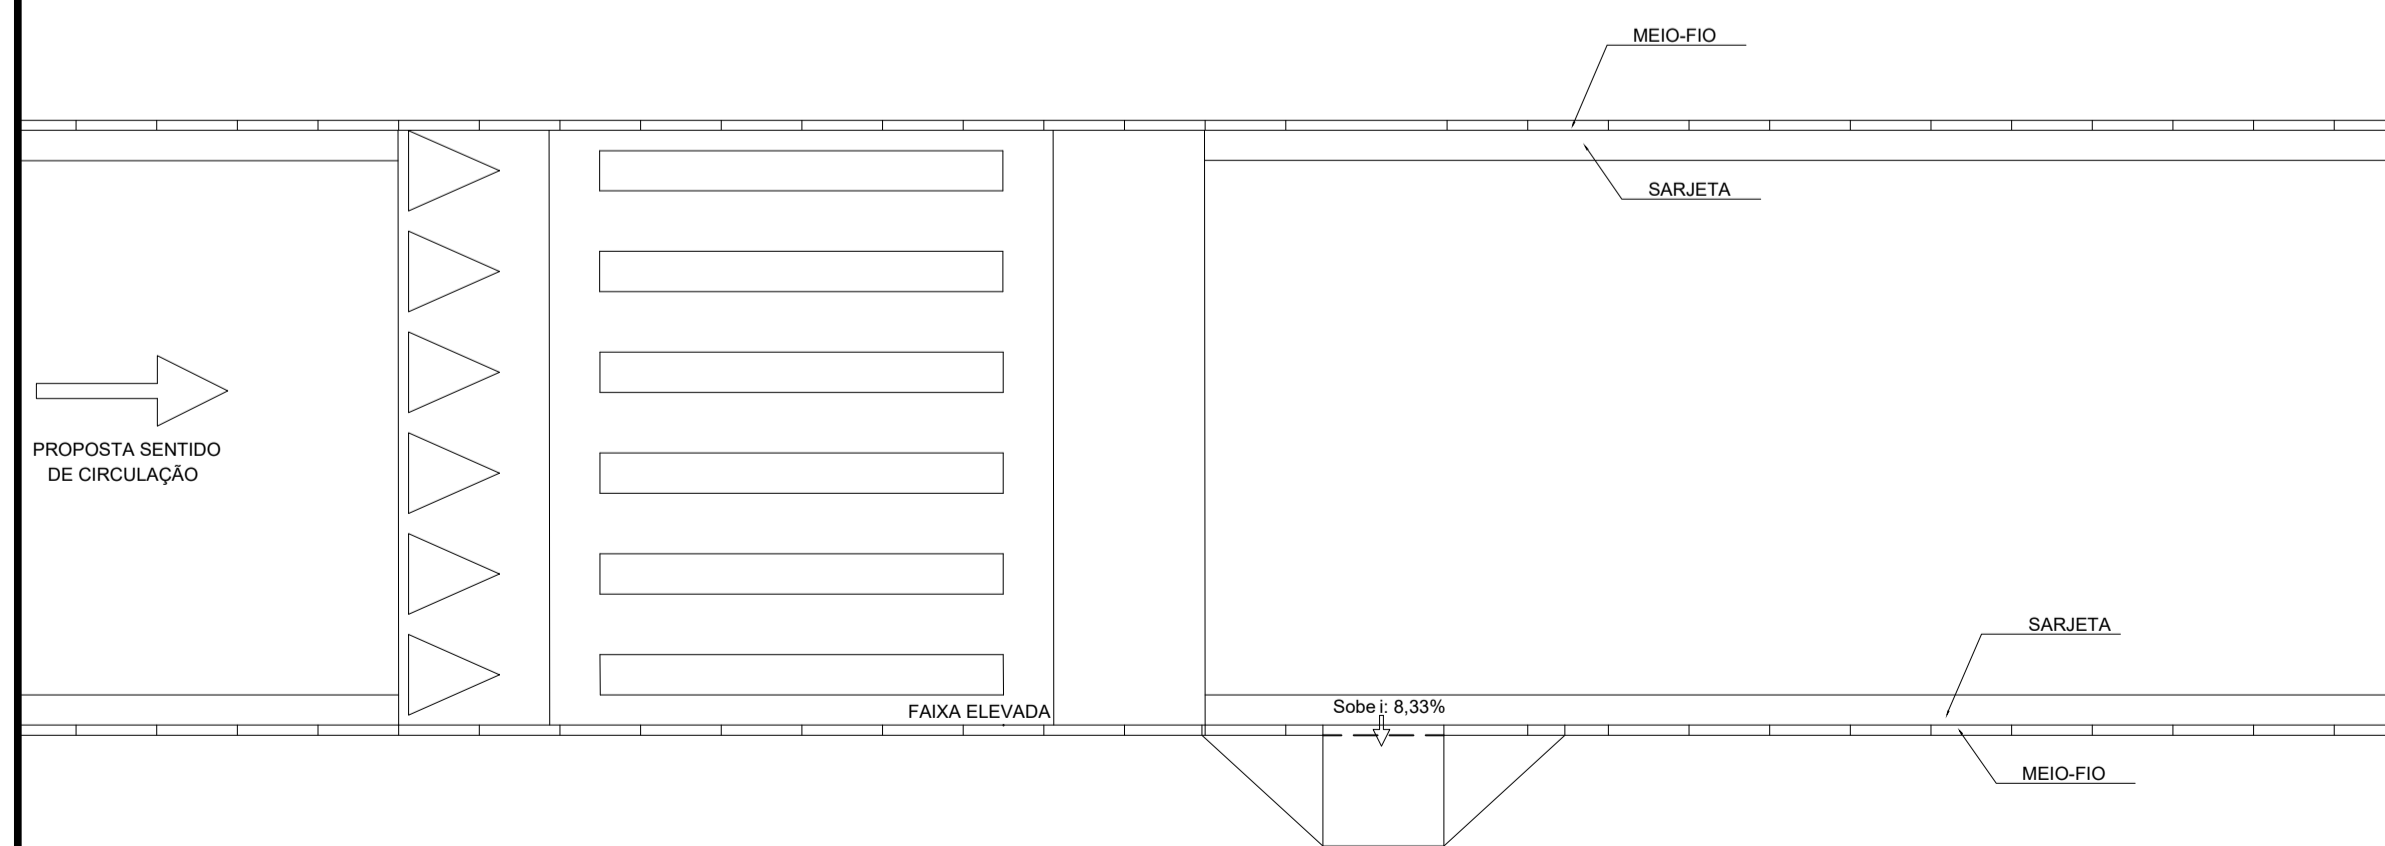 MEIO-FIO
SARJETA
PROPOSTA SENTIDO
DE CIRCULAÇÃO
SARJETA
FAIXA ELEVADA
Sobe i: 8,33%
MEIO-FIO